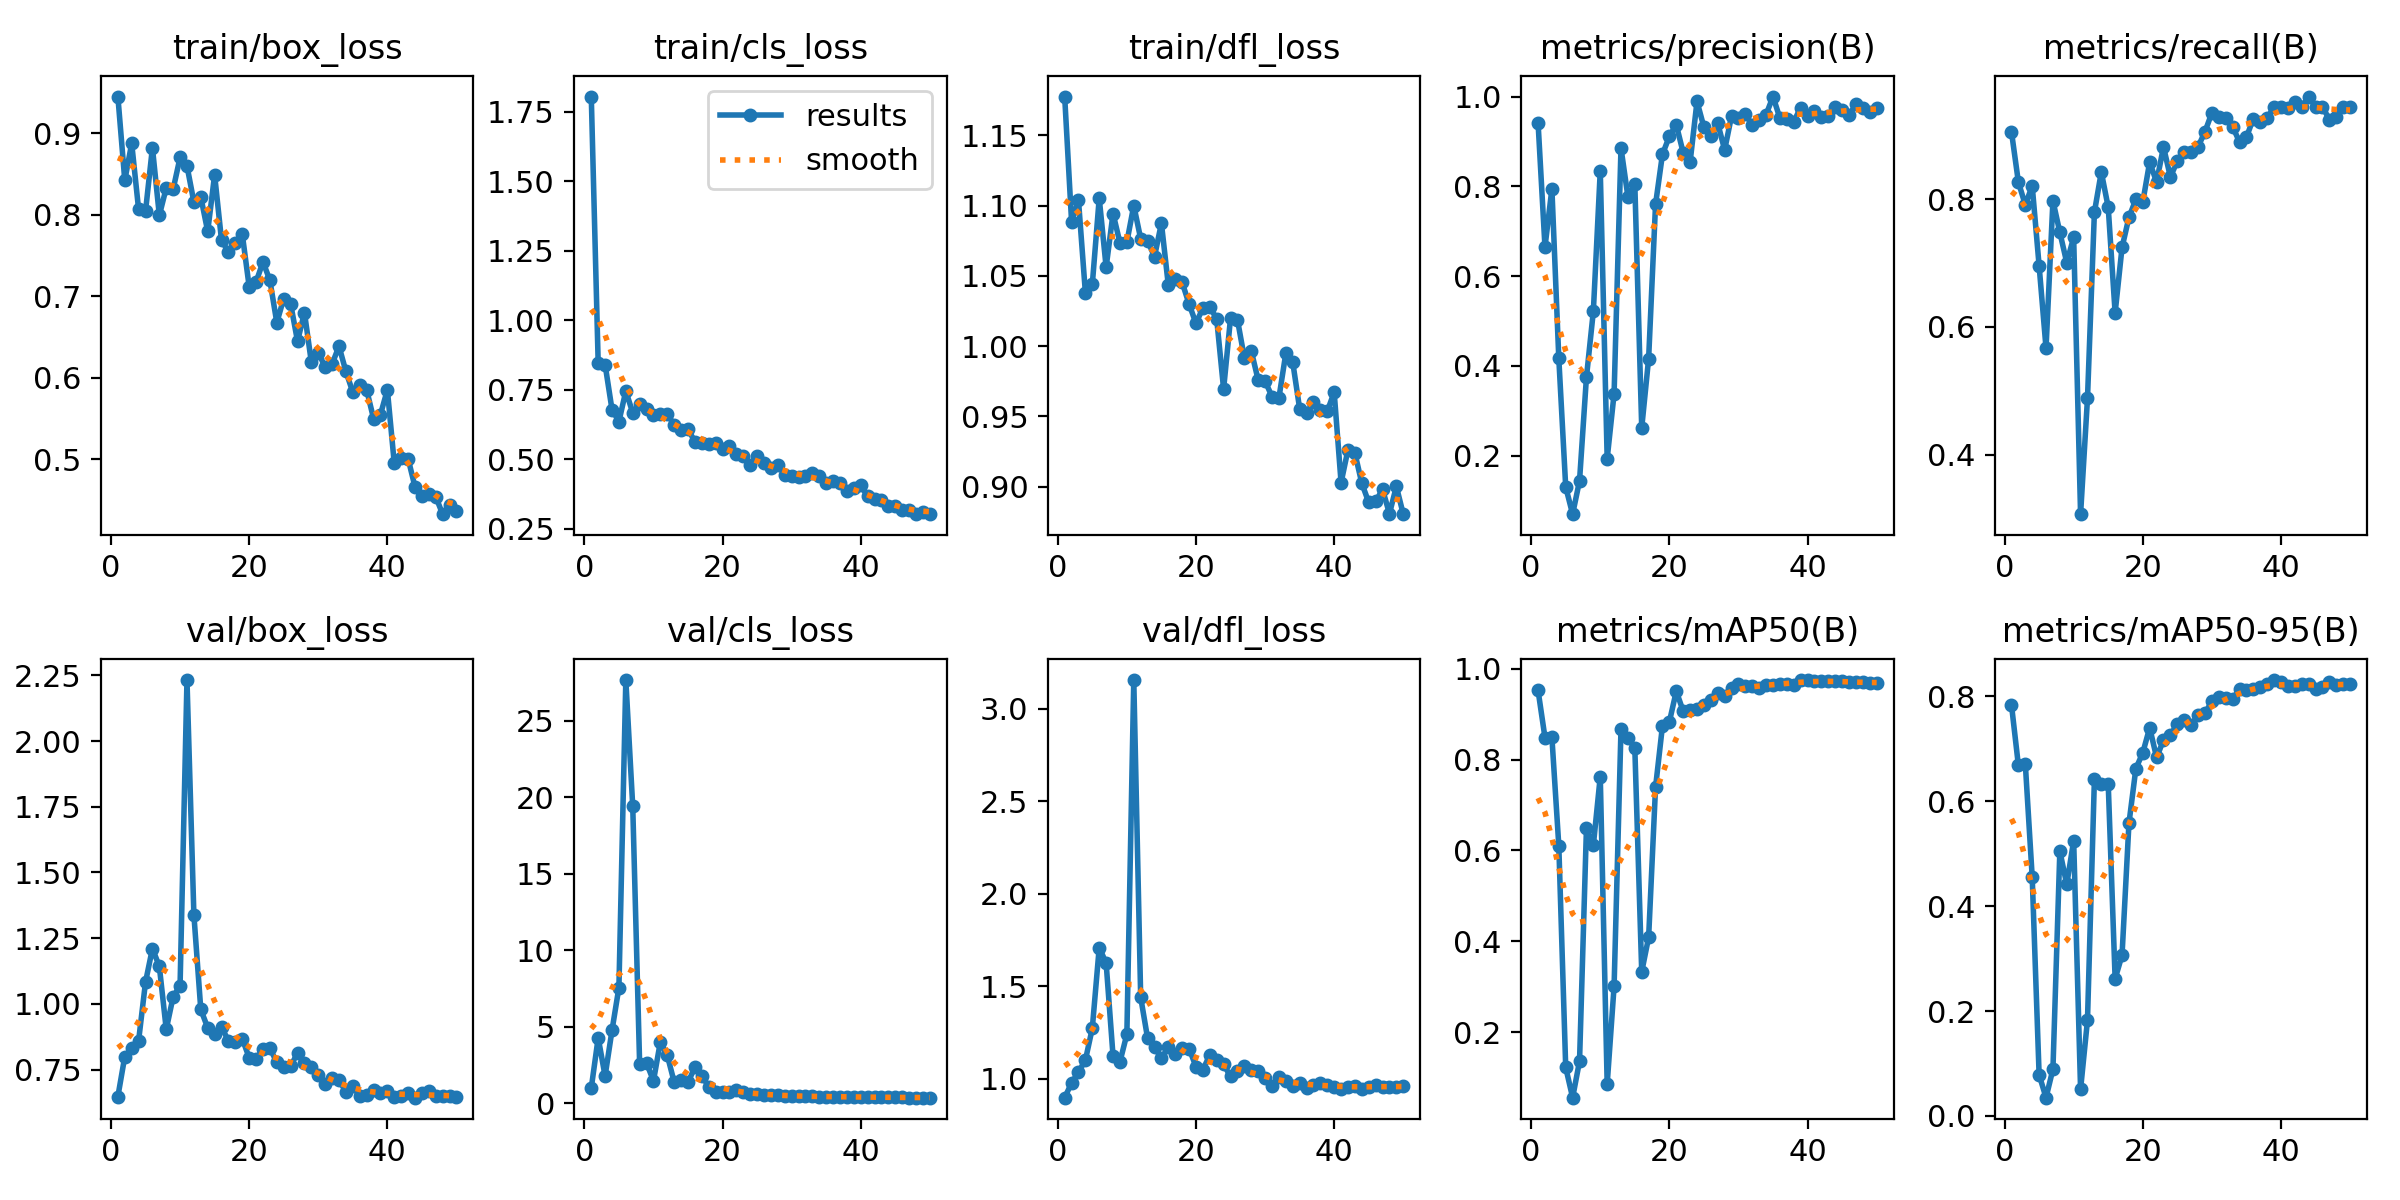 train/box_loss
0.9
0.8
0.7
0.6
0.5
0 20 40
train/cls_loss
results
smooth
1.75
1.50
1.25
1.00
0.75
0.50
0.25
0 20 40
train/dfl_loss
1.15
1.10
1.05
1.00
0.95
0.90
0 20 40
metrics/precision(B)
1.0
0.8
0.6
0.4
0.2
0 20 40
metrics/recall(B)
0.8
0.6
0.4
0 20 40
val/box_loss
2.25
2.00
1.75
1.50
1.25
1.00
0.75
0 20 40
val/cls_loss
25
20
15
10
5
0
0 20 40
val/dfl_loss
3.0
2.5
2.0
1.5
1.0
0 20 40
metrics/mAP50(B)
1.0
0.8
0.6
0.4
0.2
0 20 40
metrics/mAP50-95(B)
0.8
0.6
0.4
0.2
0.0
0 20 40